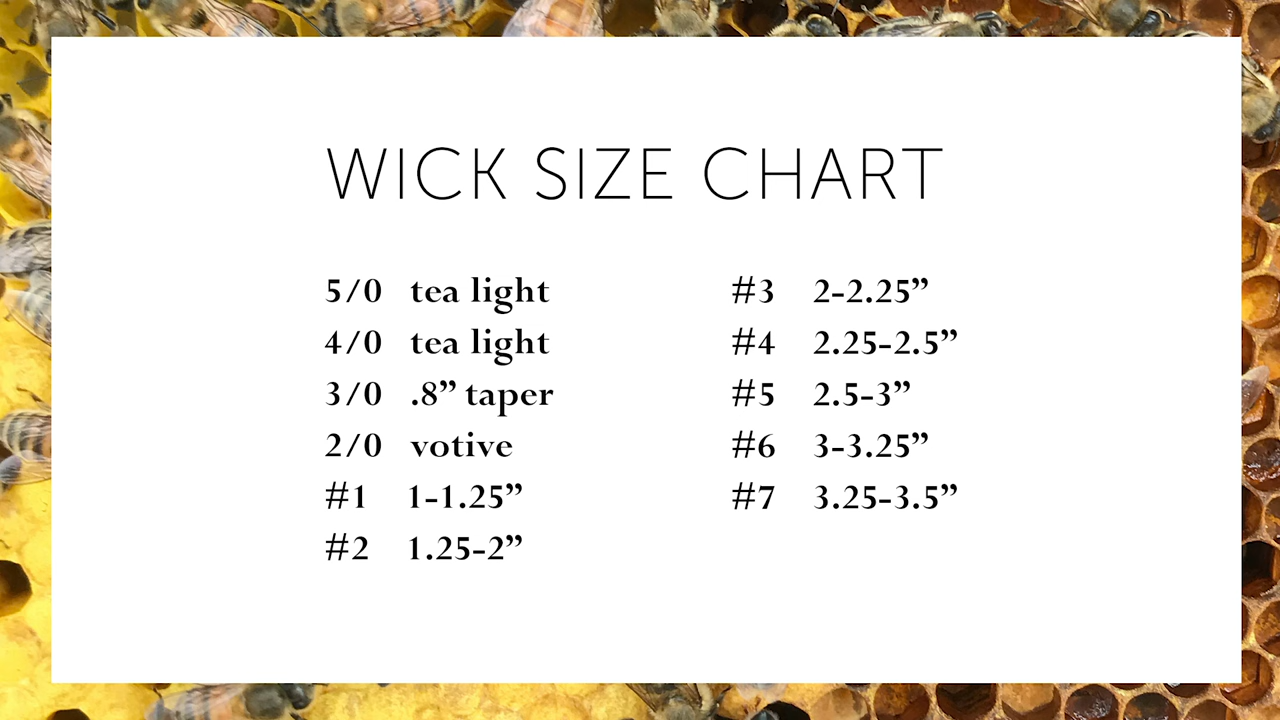 WICK SIZE CHART
5/0 tea light
4/0 tea light
3/0 .8” taper
2/0 votive
#1 1-1.25”
#2 1.25-2”
#3 2-2.25”
#4 2.25-2.5”
#5 2.5-3”
#6 3-3.25”
#7 3.25-3.5”